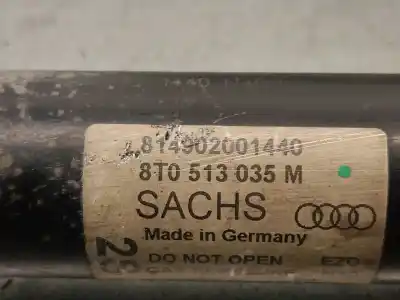 814902001440
8T0 513 035 M
SACHS
Made in Germany
DO NOT OPEN